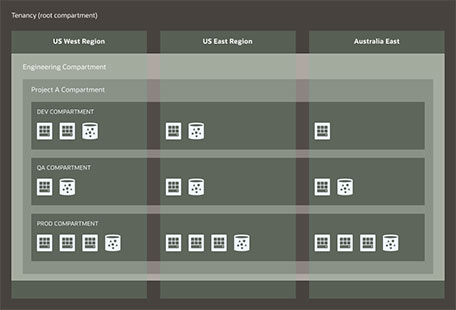 Tenancy (root compartment)
US West Region
US East Region
Australia East
Engineering Compartment
Project A Compartment
DEV COMPARTMENT
QA COMPARTMENT
PROD COMPARTMENT